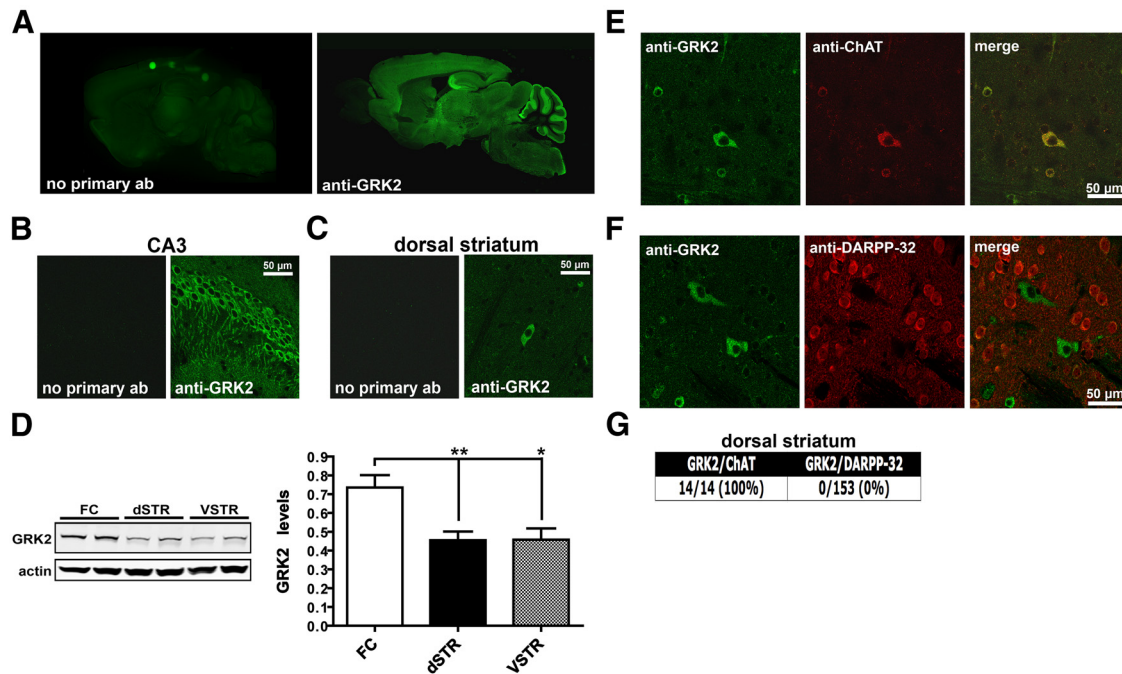 A
no primary ab
anti-GRK2
B
CA3
50 µm
no primary ab
anti-GRK2
C
dorsal striatum
50 µm
no primary ab
anti-GRK2
D
FC dSTR VSTR
GRK2
actin
GRK2 levels
0.9
0.8
0.7
0.6
0.5
0.4
0.3
0.2
0.1
0.0
** *
FC
dSTR
VSTR
E
anti-GRK2
anti-ChAT
merge
50 µm
F
anti-GRK2
anti-DARPP-32
merge
50 µm
G
dorsal striatum
GRK2/ChAT GRK2/DARPP-32
14/14 (100%) 0/153 (0%)